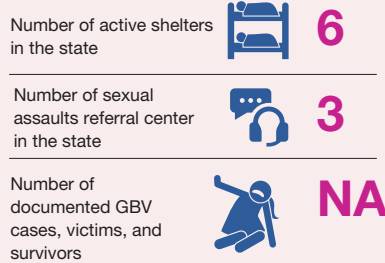 Number of active shelters
in the state
6
Number of sexual
assaults referral center
in the state
3
Number of
documented GBV
cases, victims, and
survivors
NA